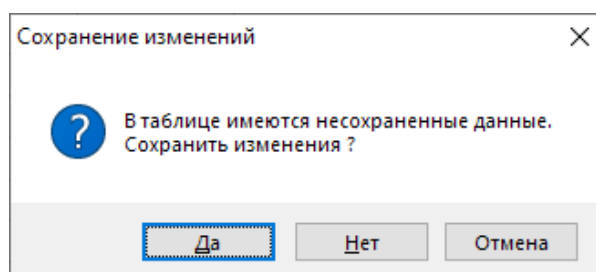 Сохранение изменений
В таблице имеются несохраненные данные.
Сохранить изменения ?
Да
Нет
Отмена